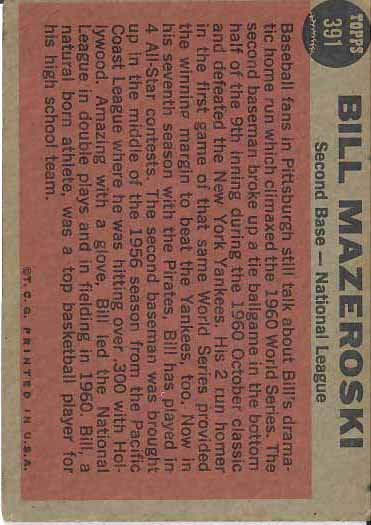 TOPPS
391
BILL MAZEROSKI
Second Base — National League
Baseball fans in Pittsburgh still talk about Bill's drama-
tic home run which climaxed the 1960 World Series. The
second baseman broke up a tie ballgame in the bottom
half of the 9th inning during the 1960 October classic
and defeated the New York Yankees. His 2 run homer
in the first game of that same World Series provided
the winning margin to beat the Yankees, too. Now in
his seventh season with the Pirates, Bill has played in
4 All-Star contests. The second baseman was brought
up in the middle of the 1956 season from the Pacific
Coast League where he was hitting over .300 with Hol-
lywood. Amazing with a glove, Bill led the National
League in double plays and in fielding in 1960. Bill, a
natural born athlete, was a top basketball player for
his high school team.
©T.C.G. PRINTED IN U.S.A.